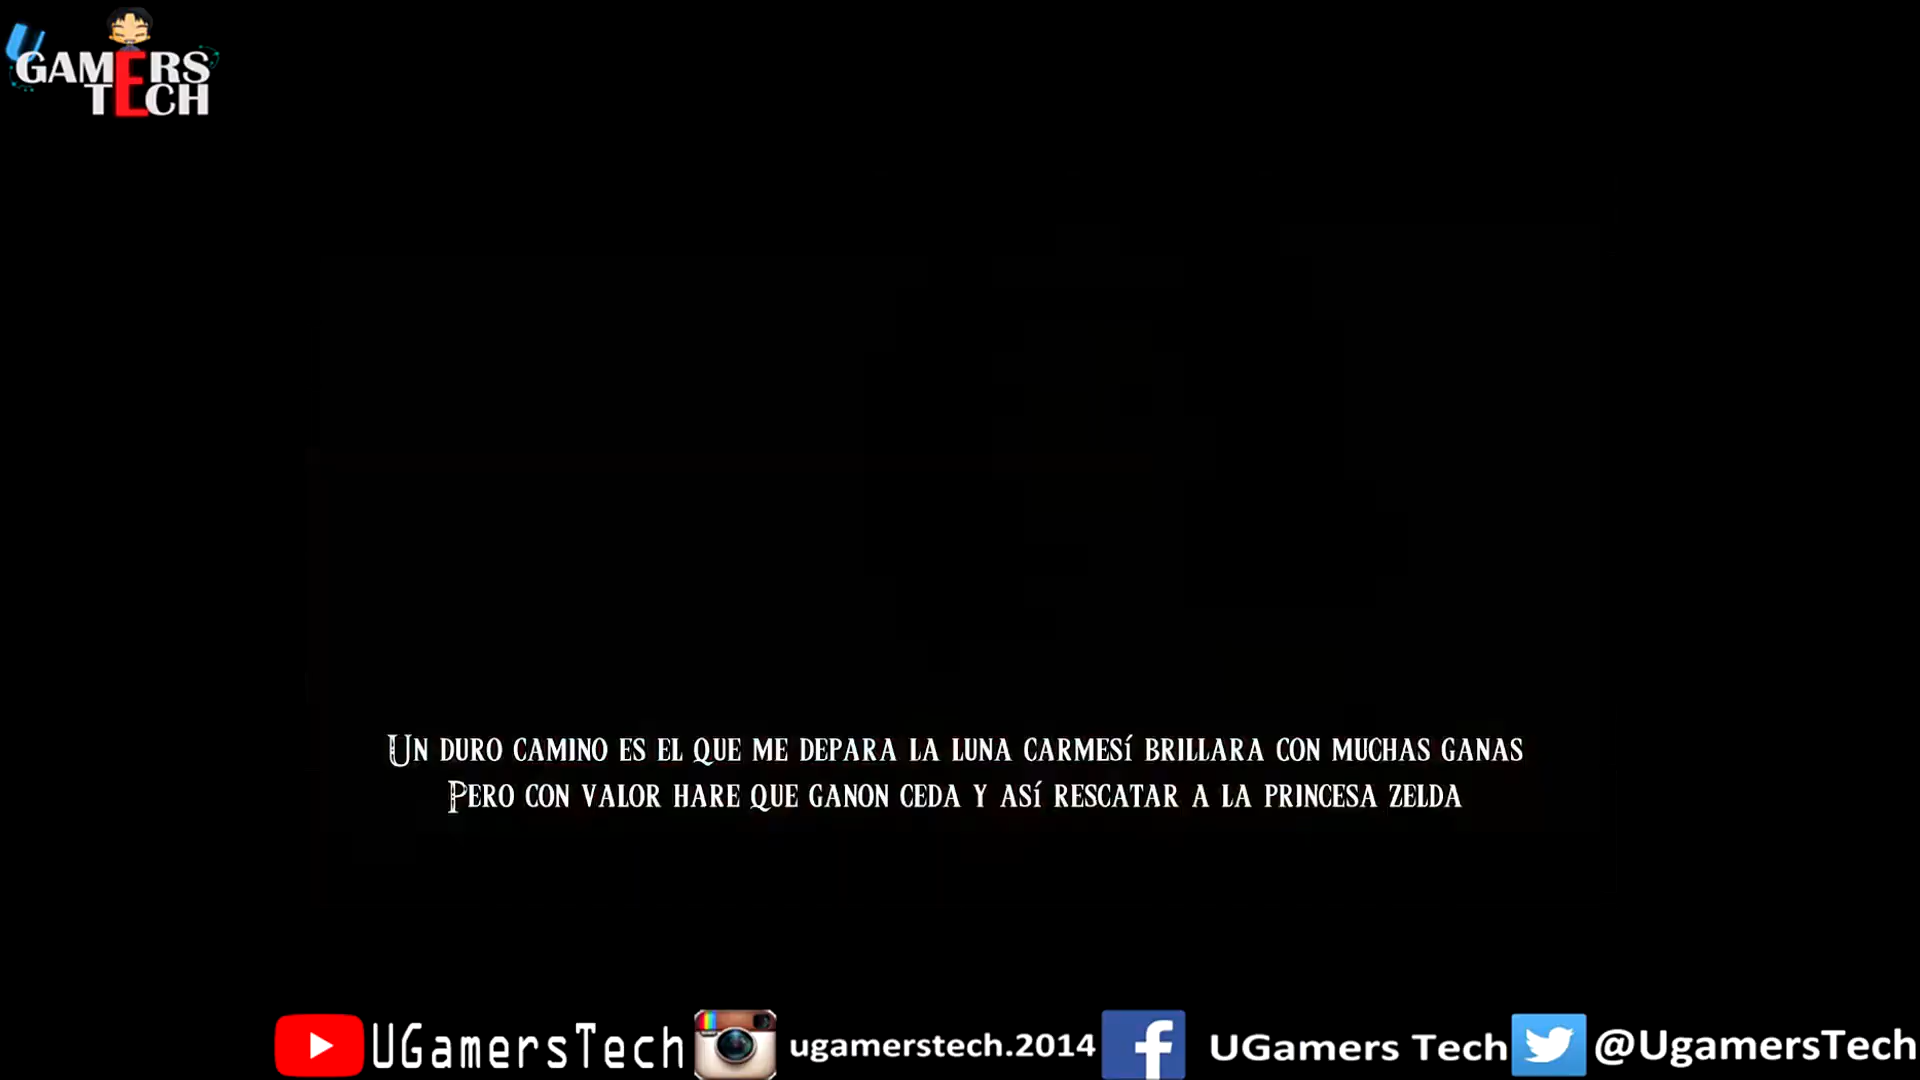 U
GAMERS
TECH
Un duro camino es el que me depara la luna carmesí brillara con muchas ganas
Pero con valor hare que ganon ceda y así rescatar a la princesa zelda
UGamersTech
ugamerstech.2014
UGamers Tech
@UgamersTech